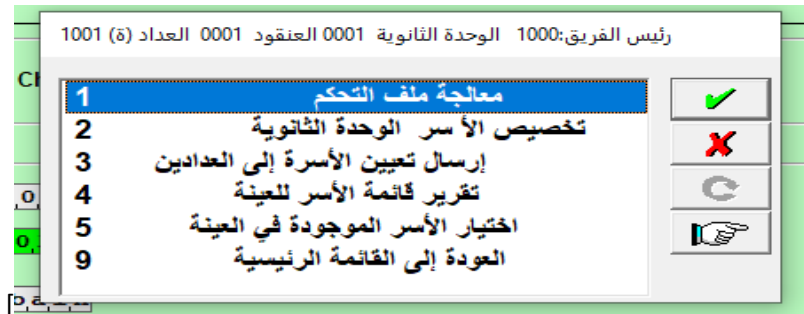 رئيس الفريق:1000 الوحدة الثانوية 0001 العنقود 0001 العداد (ة) 1001
1 معالجة ملف التحكم
2 تخصيص الأ سر الوحدة الثانوية
3 إرسال تعيين الأسرة إلى العدادين
4 تقرير قائمة الأسر للعينة
5 اختيار الأسر الموجودة في العينة
9 العودة إلى القائمة الرئيسية